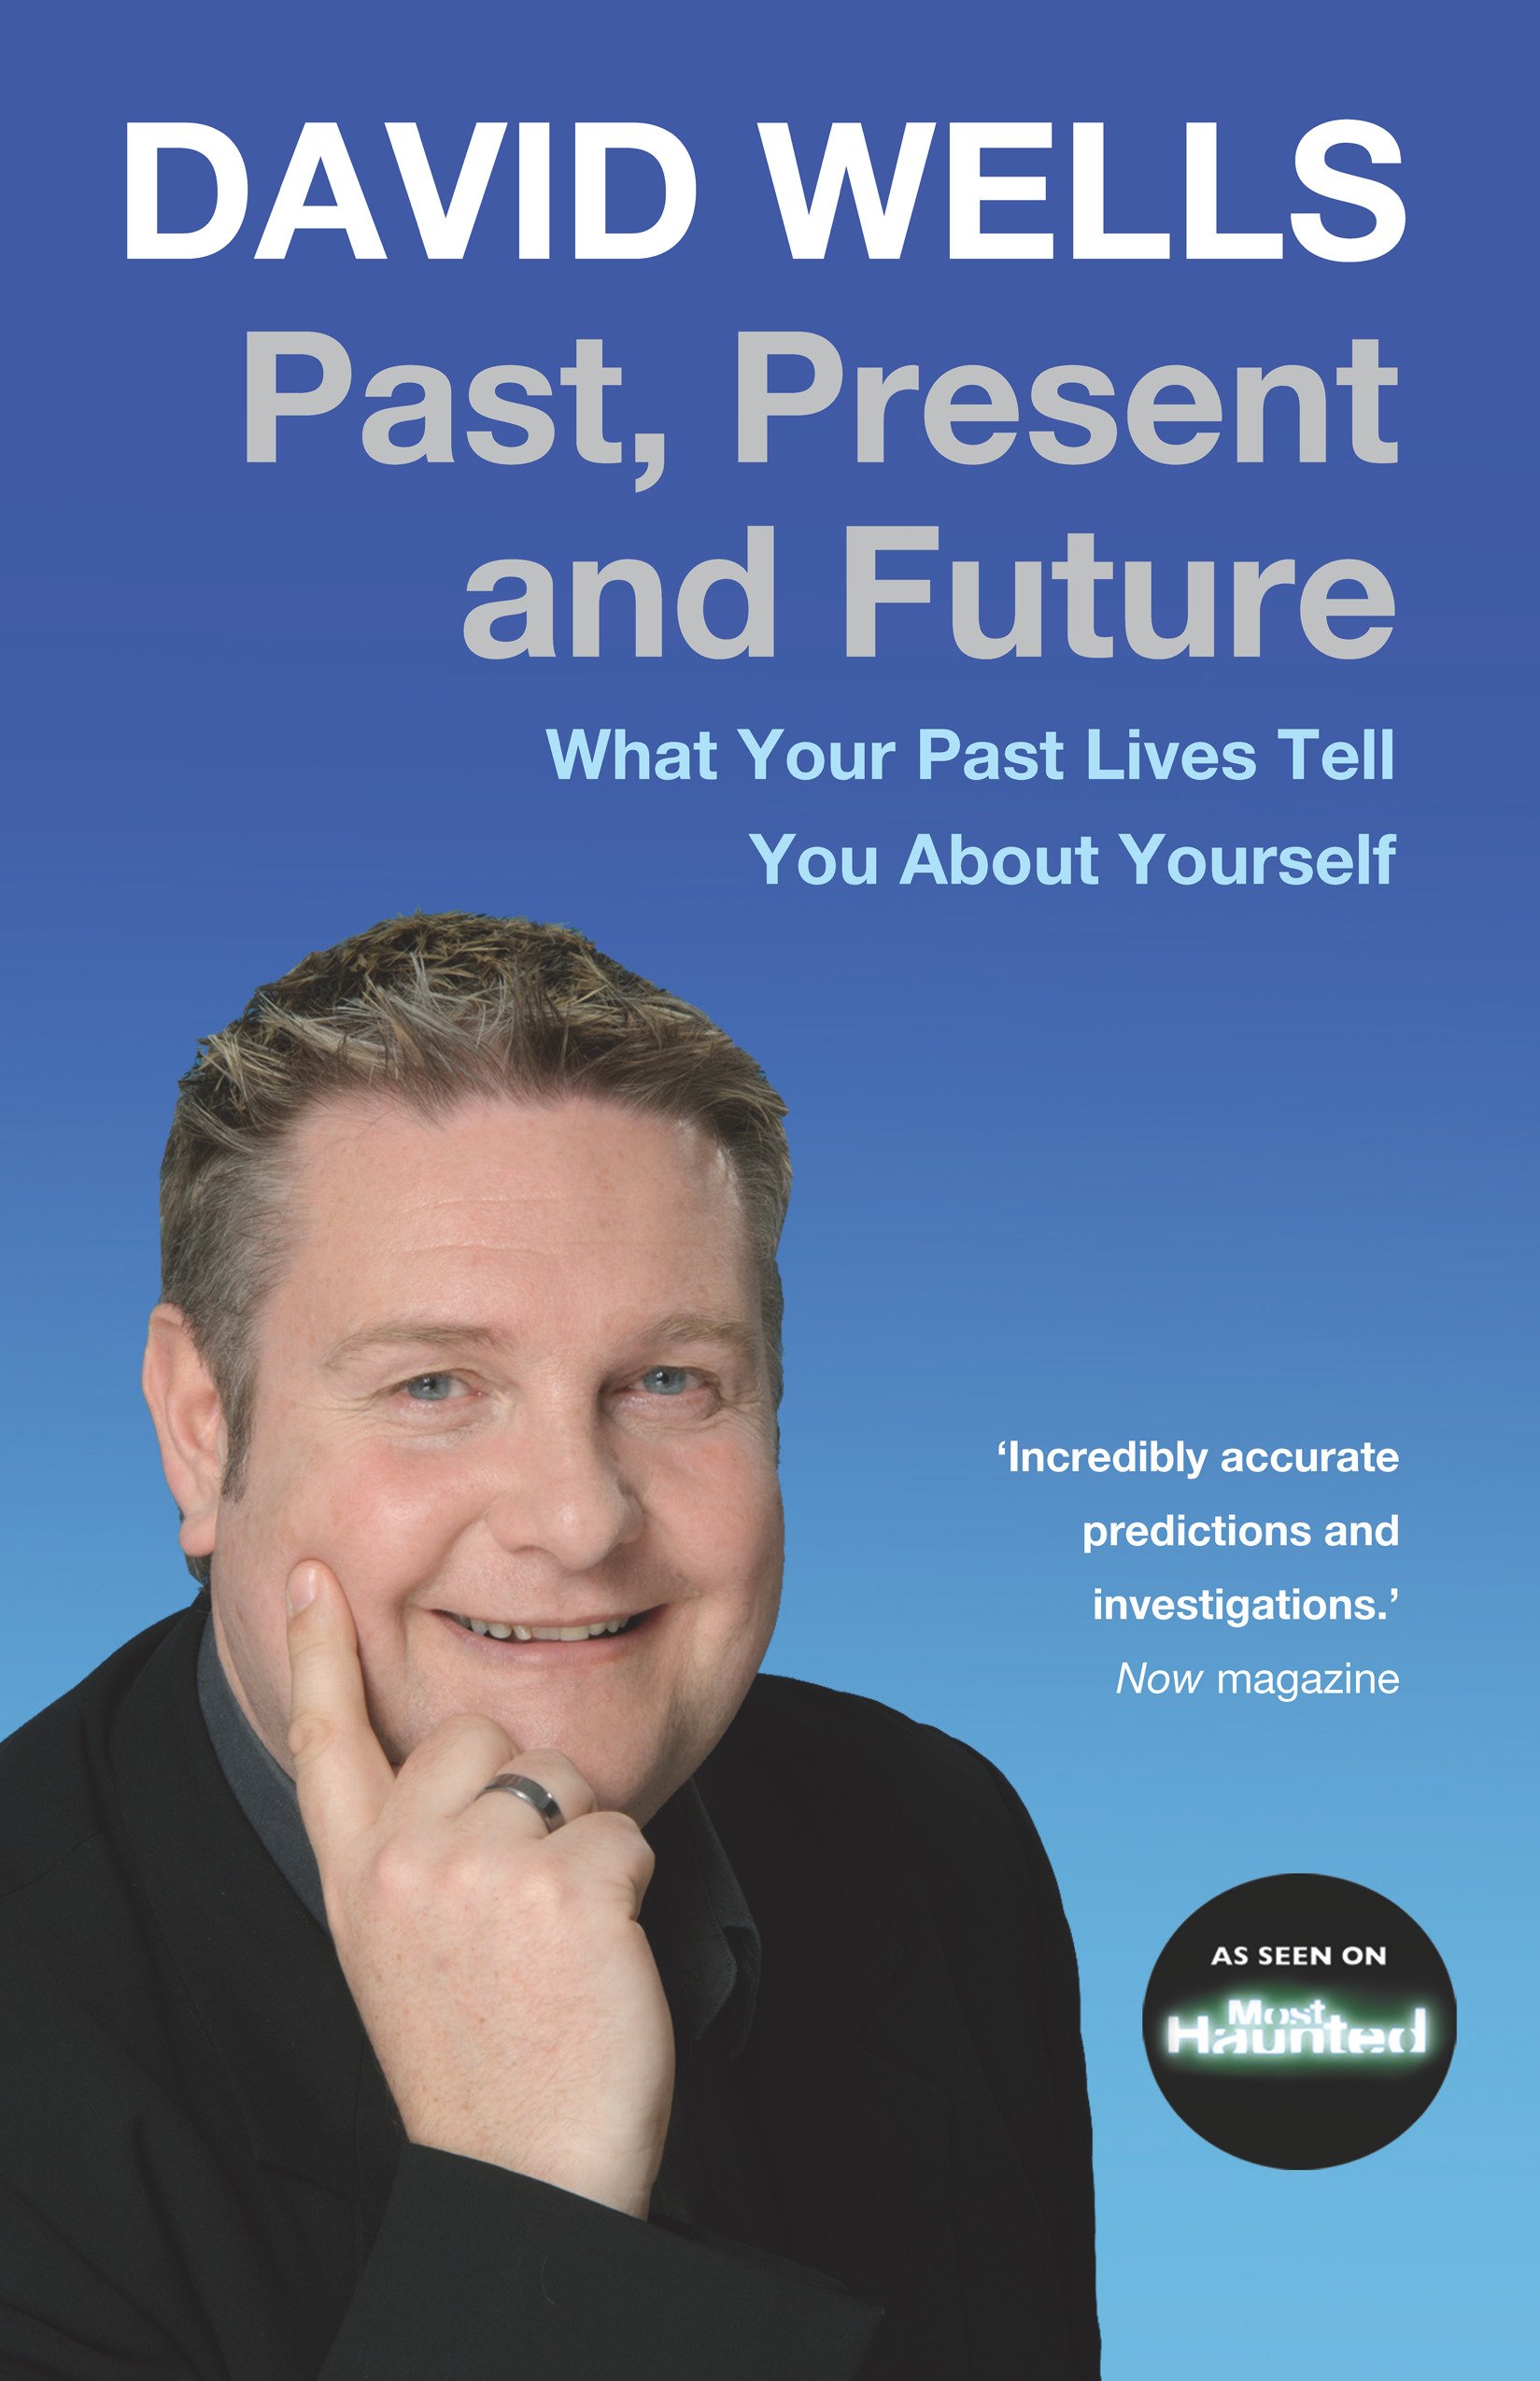 DAVID WELLS
Past, Present
and Future
What Your Past Lives Tell
You About Yourself
‘Incredibly accurate
predictions and
investigations.’
Now magazine
AS SEEN ON
Most
Haunted